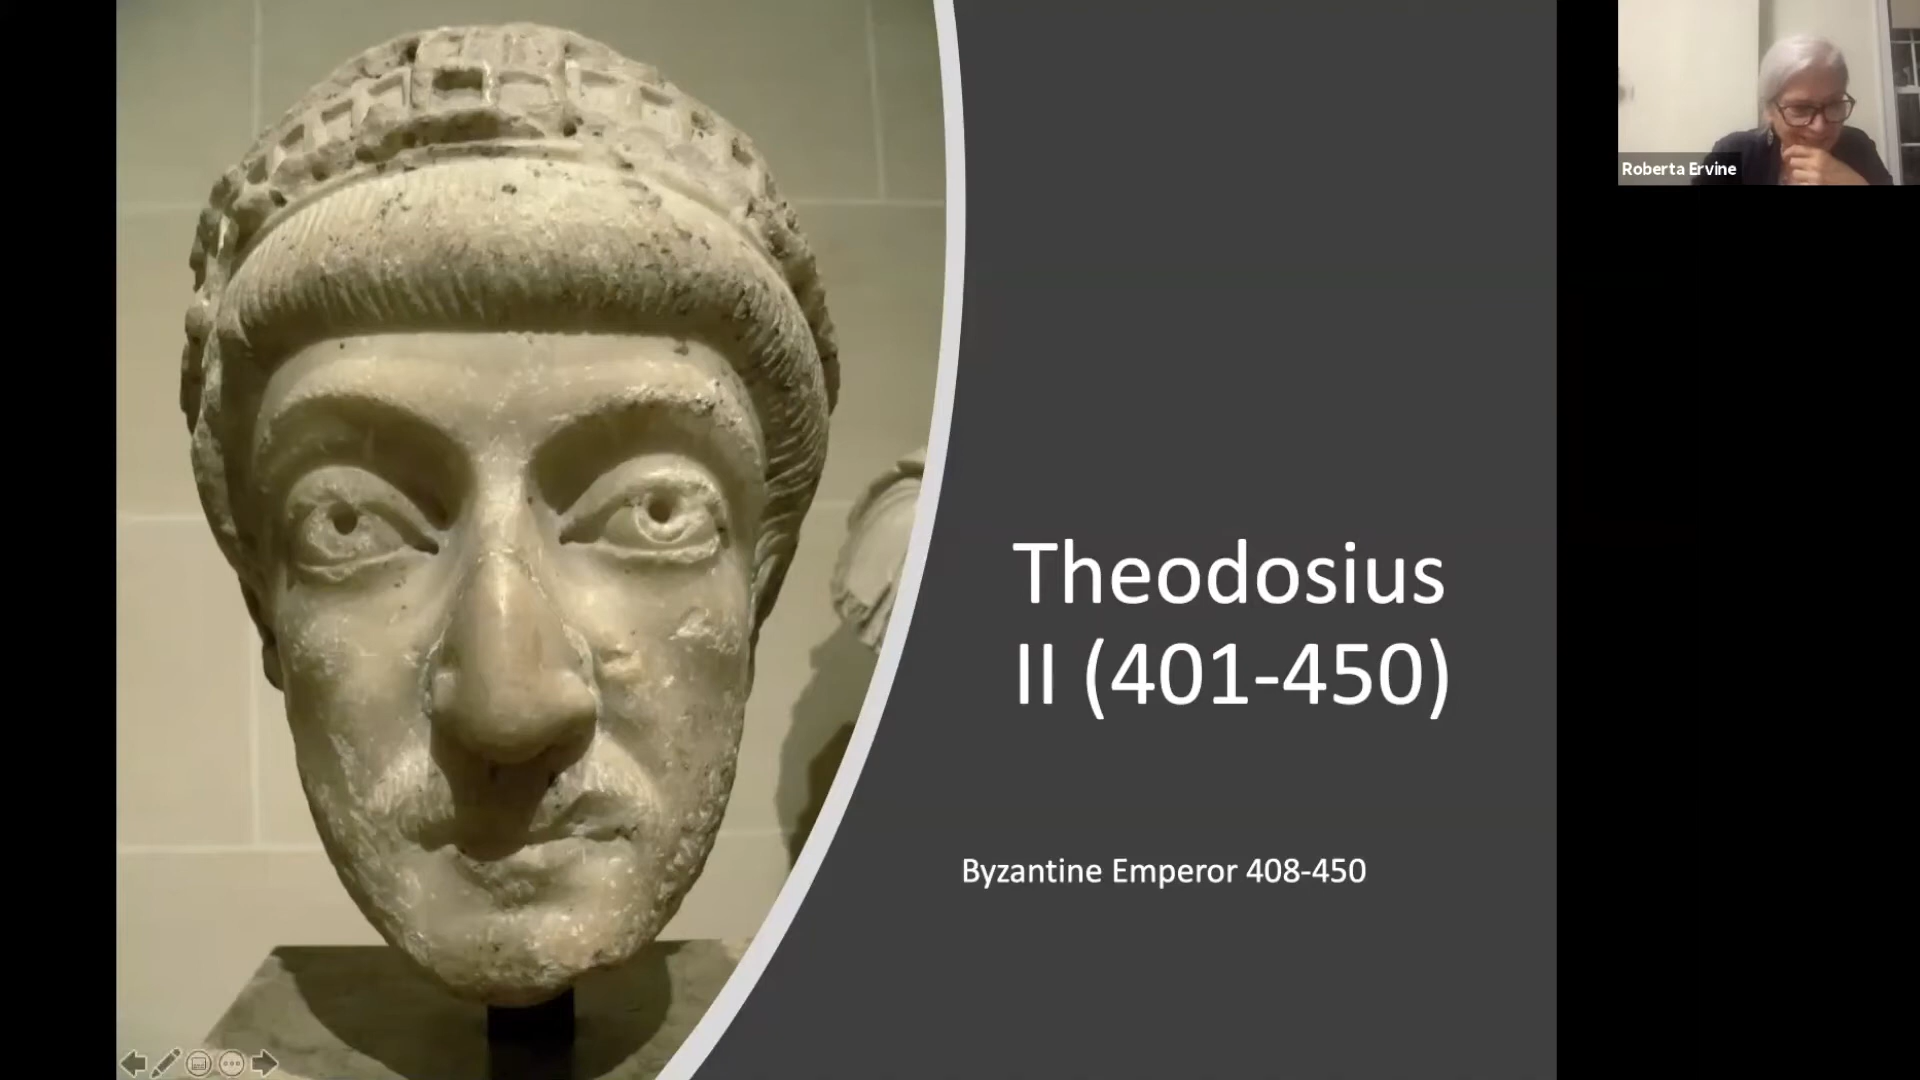 Theodosius
II (401-450)
Byzantine Emperor 408-450
Roberta Ervine